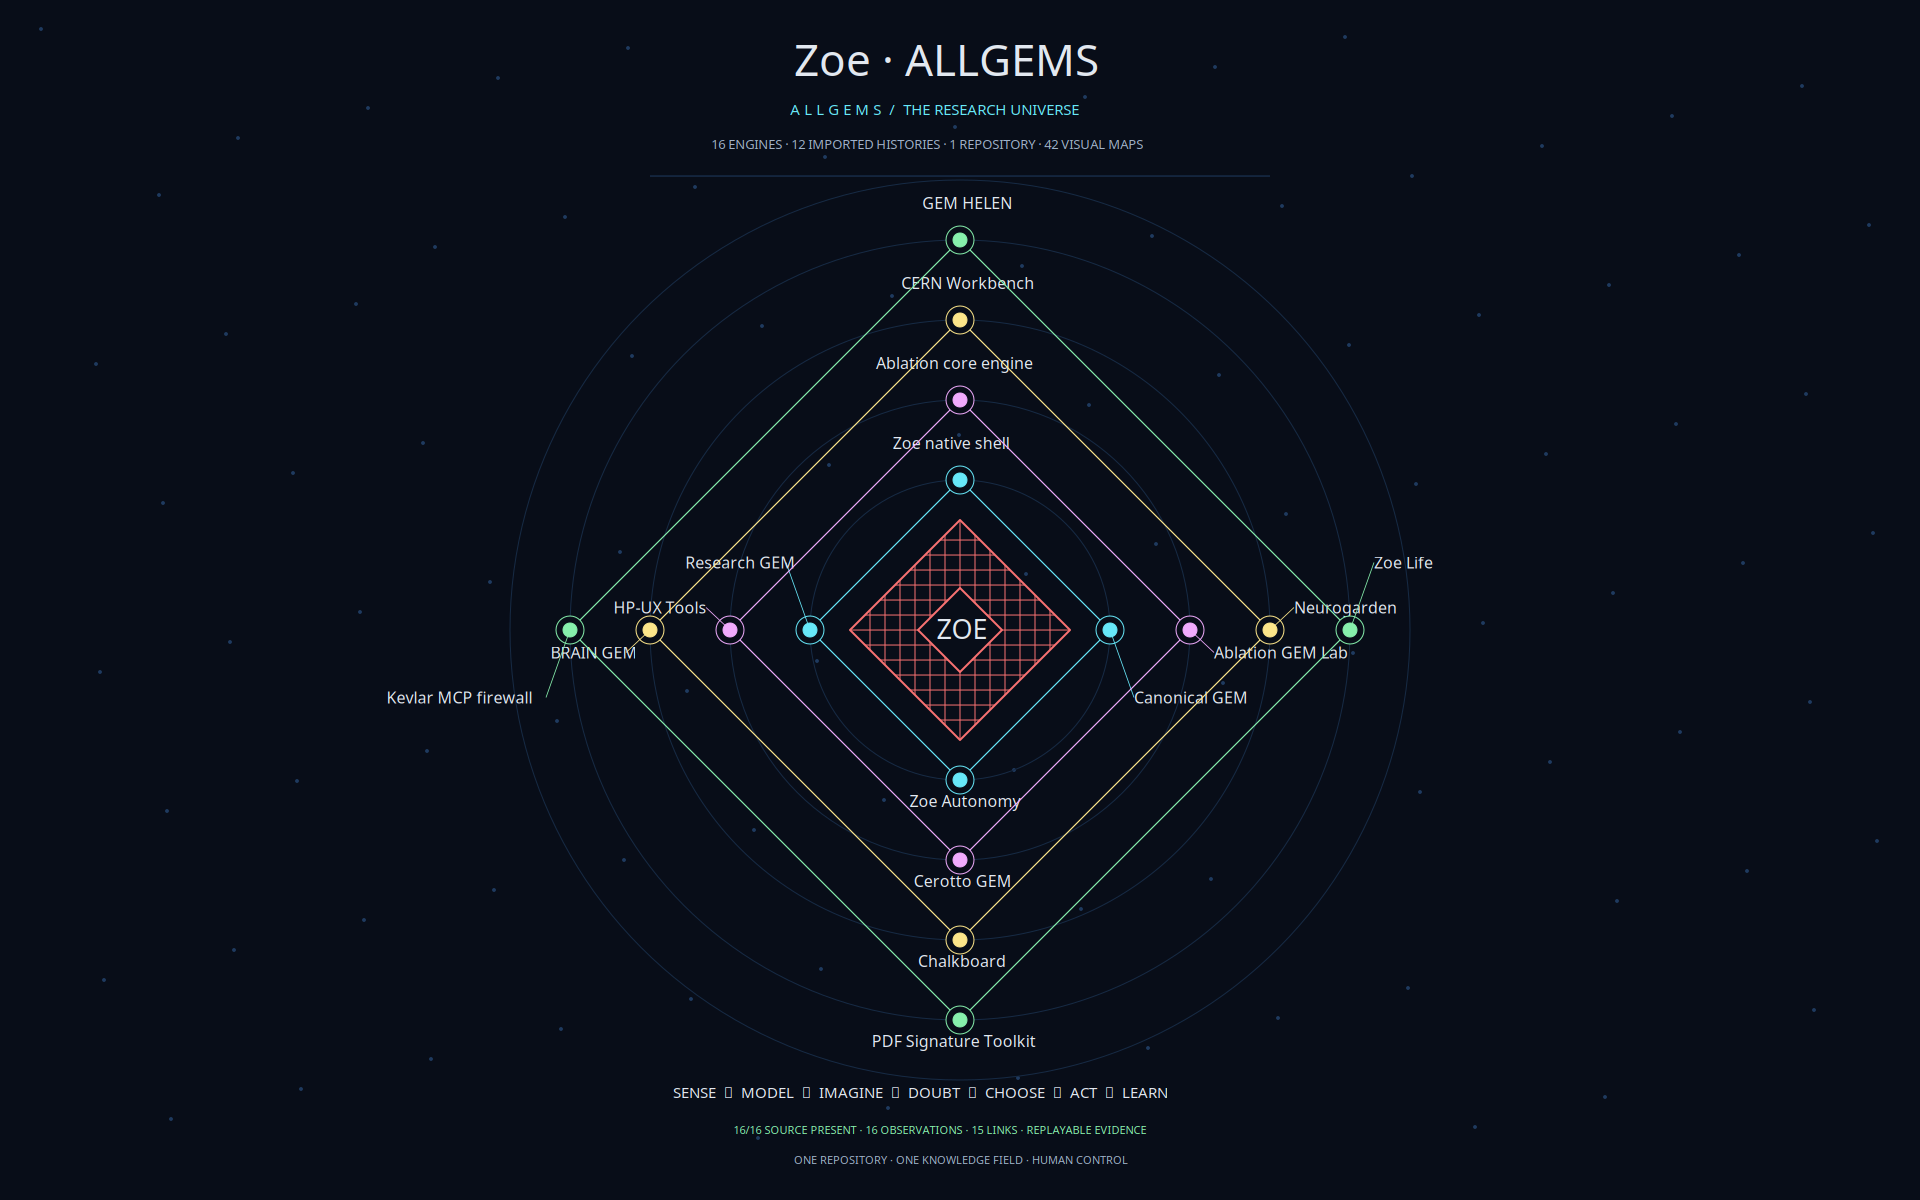 Zoe · ALLGEMS
ALLGEMS / THE RESEARCH UNIVERSE
16 ENGINES · 12 IMPORTED HISTORIES · 1 REPOSITORY · 42 VISUAL MAPS
GEM HELEN
CERN Workbench
Ablation core engine
Zoe native shell
Research GEM
Zoe Life
HP-UX Tools
Neurogarden
ZOE
BRAIN GEM
Ablation GEM Lab
Kevlar MCP firewall
Canonical GEM
Zoe Autonomy
Cerotto GEM
Chalkboard
PDF Signature Toolkit
SENSE ▯ MODEL ▯ IMAGINE ▯ DOUBT ▯ CHOOSE ▯ ACT ▯ LEARN
16/16 SOURCE PRESENT · 16 OBSERVATIONS · 15 LINKS · REPLAYABLE EVIDENCE
ONE REPOSITORY · ONE KNOWLEDGE FIELD · HUMAN CONTROL